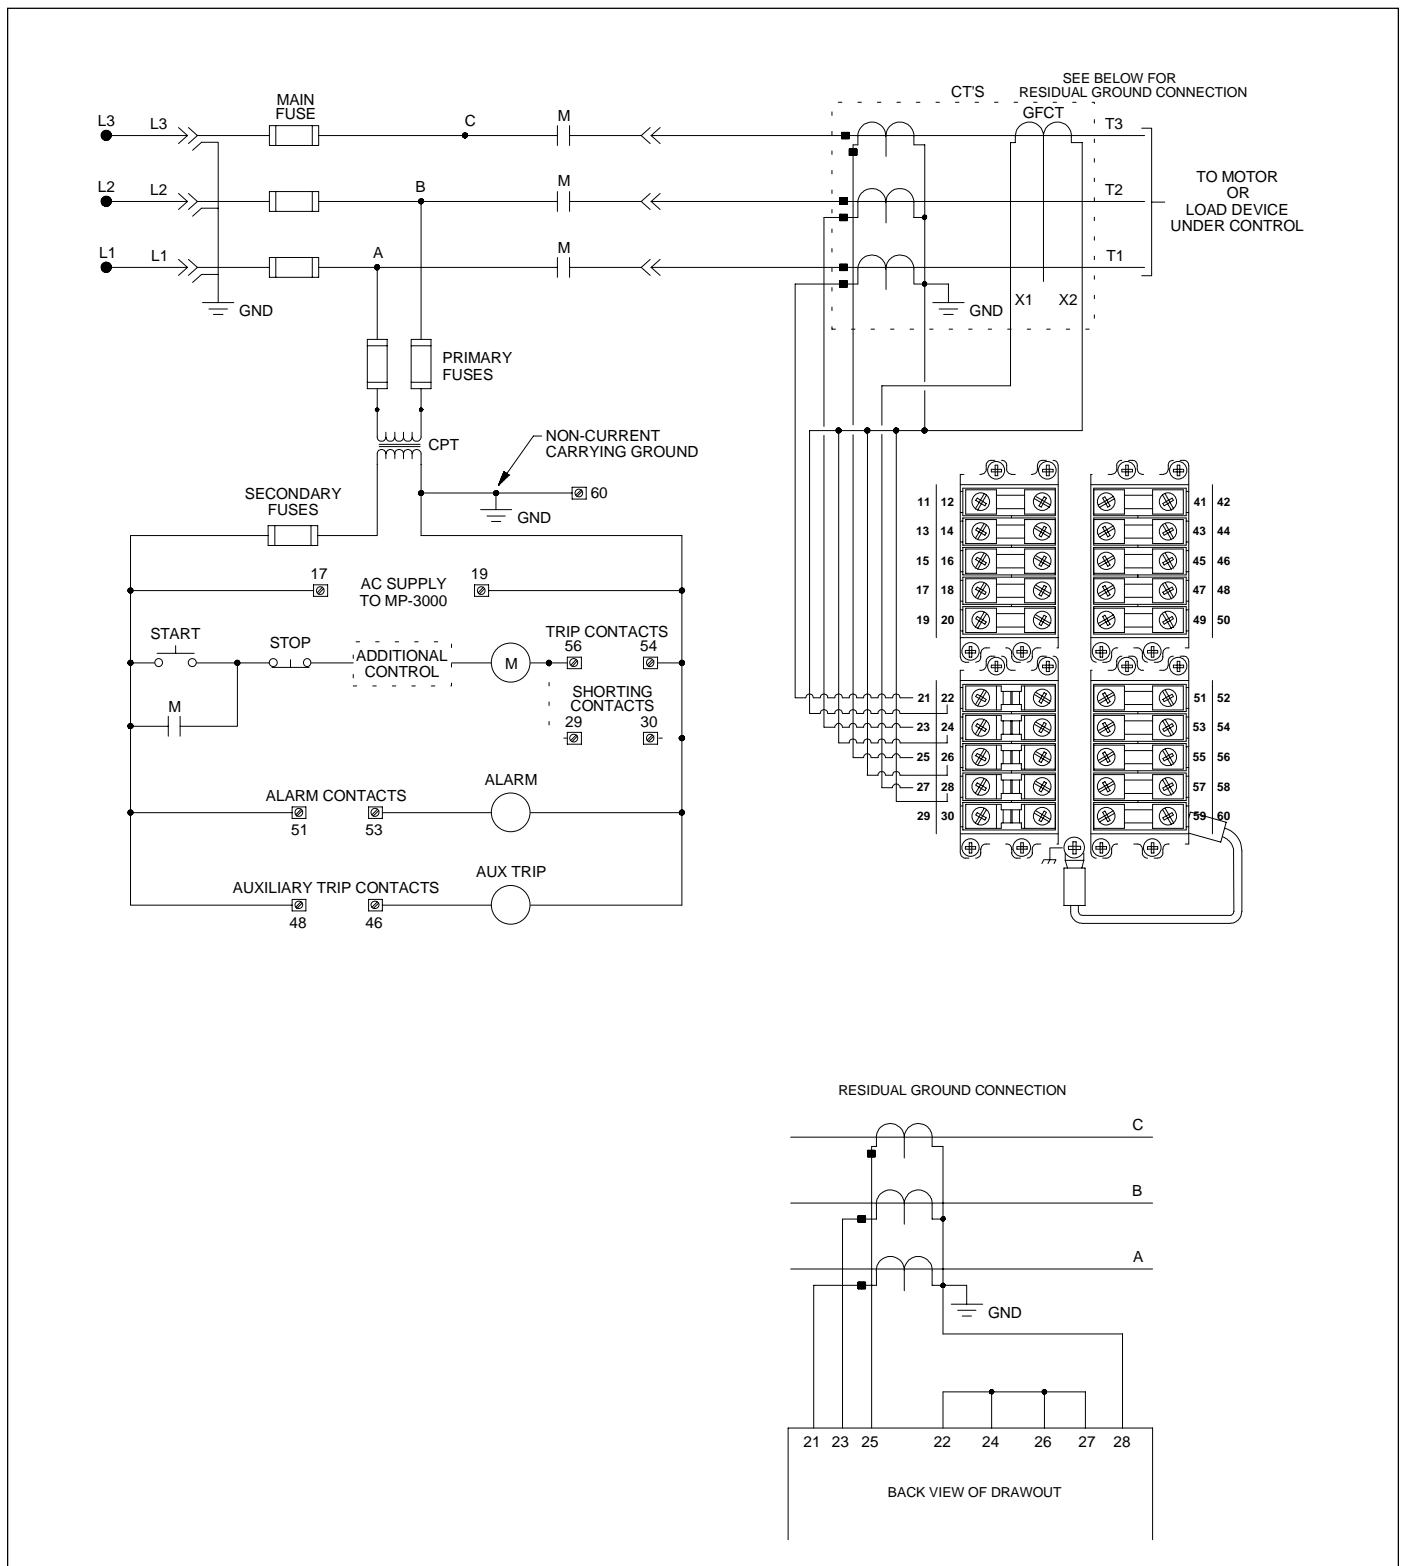 SEE BELOW FOR
RESIDUAL GROUND CONNECTION
CT'S
GFCT
MAIN
FUSE
L3
L3
C
M
T3
L2
L2
B
M
T2
TO MOTOR
OR
LOAD DEVICE
UNDER CONTROL
L1
L1
A
M
T1
GND
GND
X1
X2
PRIMARY
FUSES
CPT
NON-CURRENT
CARRYING GROUND
60
GND
SECONDARY
FUSES
17
AC SUPPLY
TO MP-3000
19
START
STOP
ADDITIONAL
CONTROL
M
TRIP CONTACTS
56
54
SHORTING
CONTACTS
29
30
M
ALARM CONTACTS
51
53
ALARM
AUXILIARY TRIP CONTACTS
48
46
AUX TRIP
11 12
13 14
15 16
17 18
19 20
41 42
43 44
45 46
47 48
49 50
21 22
23 24
25 26
27 28
29 30
51 52
53 54
55 56
57 58
59 60
RESIDUAL GROUND CONNECTION
C
B
A
GND
21 23 25 22 24 26 27 28
BACK VIEW OF DRAWOUT